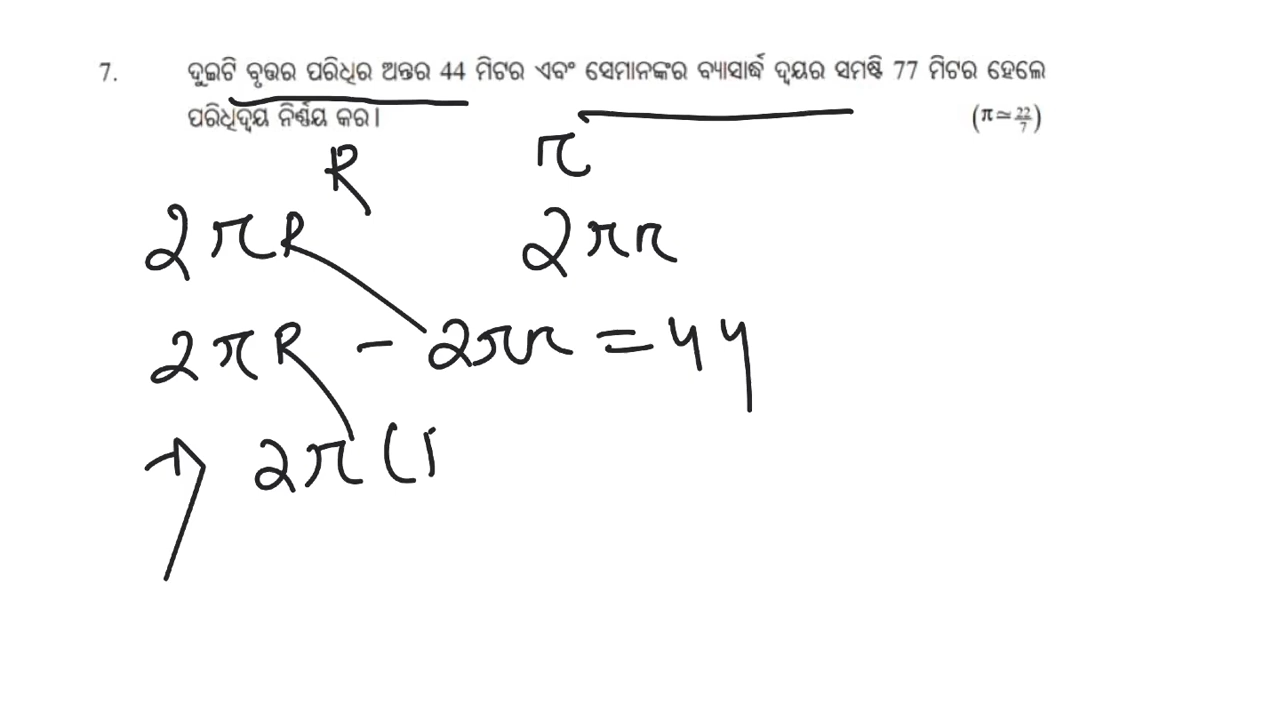 7. ଦୁଇଟି ବୃତ୍ତର ପରିଧିର ଅନ୍ତର 44 ମିଟର ଏବଂ ସେମାନଙ୍କର ବ୍ୟାସାର୍ଦ୍ଧ ଦ୍ୱୟର ସମଷ୍ଟି 77 ମିଟର ହେଲେ
ପରିଧିଦ୍ୱୟ ନିର୍ଣ୍ଣୟ କର। (π≃22/7)
R r
2πR 2πr
2πR - 2πr = 44
⇒ 2π (